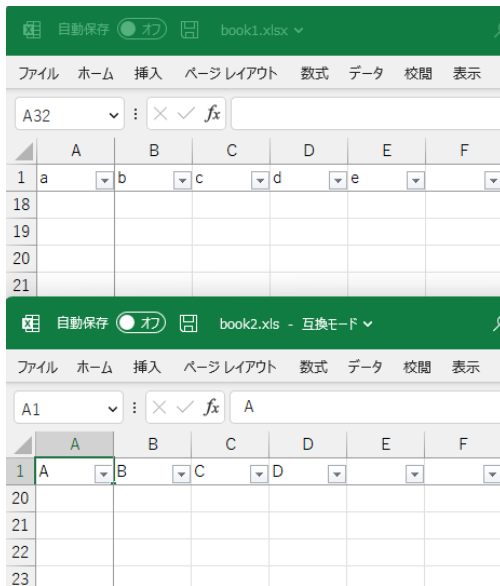 自動保存 オフ book1.xlsx
ファイル ホーム 挿入 ページ レイアウト 数式 データ 校閲 表示
A32 fx
A B C D E F
1 a b c d e
18
19
20
21
自動保存 オフ book2.xls - 互換モード
ファイル ホーム 挿入 ページ レイアウト 数式 データ 校閲 表示
A1 fx A
A B C D E F
1 A B C D
20
21
22
23